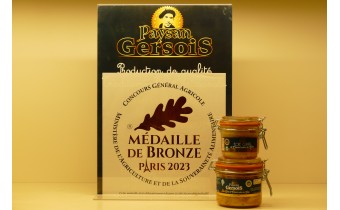 Paysan
Gersois
Production de qualité
CONCOURS GÉNÉRAL AGRICOLE
MÉDAILLE
DE BRONZE
PARIS 2023
MINISTÈRE DE L'AGRICULTURE ET DE LA SOUVERAINETÉ ALIMENTAIRE
Gersois